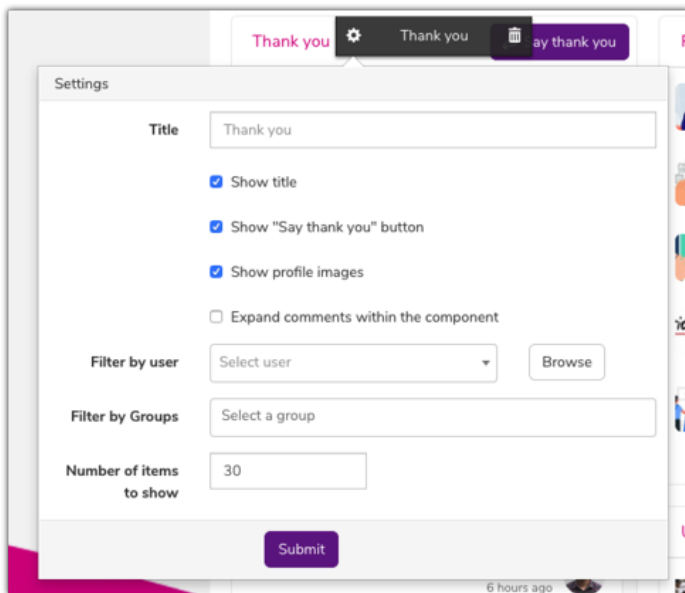 Thank you
Thank you
ay thank you
Settings
Title
Thank you
Show title
Show "Say thank you" button
Show profile images
Expand comments within the component
Filter by user
Select user
Browse
Filter by Groups
Select a group
Number of items
to show
30
Submit
6 hours ago